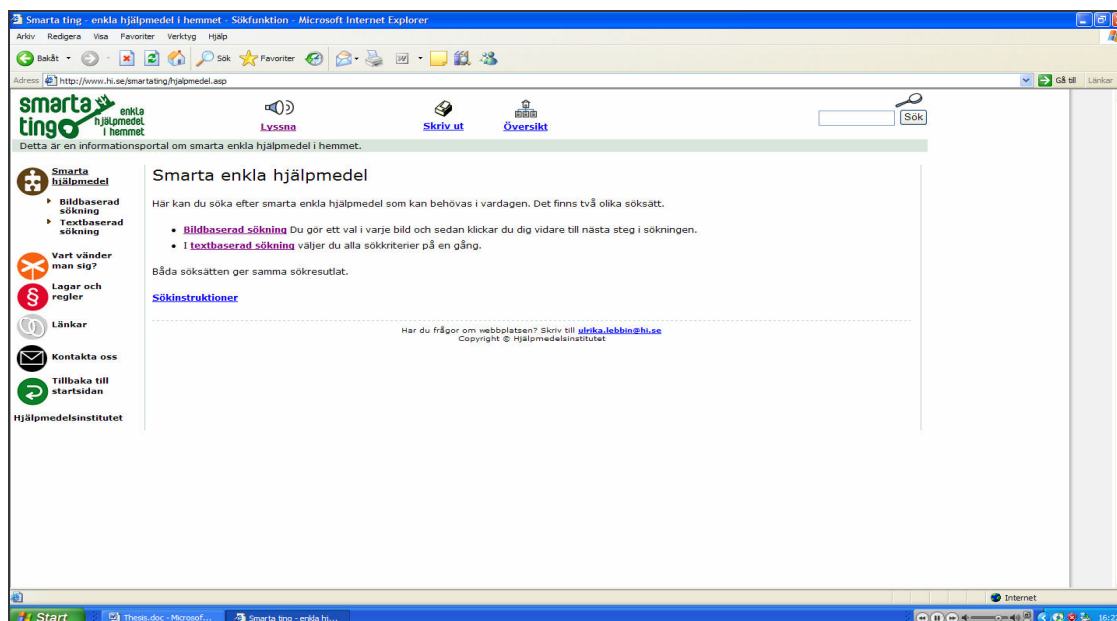 Smarta ting - enkla hjälpmedel i hemmet - Sökfunktion - Microsoft Internet Explorer
Arkiv Redigera Visa Favoriter Verktyg Hjälp
Bakåt Sök Favoriter
Adress http://www.hi.se/smartating/hjalpmedel.asp Gå till Länkar
smarta ting enkla hjälpmedel i hemmet
Lyssna Skriv ut Översikt Sök
Detta är en informationsportal om smarta enkla hjälpmedel i hemmet.
Smarta
hjälpmedel
Bildbaserad
sökning
Textbaserad
sökning
Vart vänder
man sig?
Lagar och
regler
Länkar
Kontakta oss
Tillbaka till
startsidan
Hjälpmedelsinstitutet
Smarta enkla hjälpmedel
Här kan du söka efter smarta enkla hjälpmedel som kan behövas i vardagen. Det finns två olika söksätt.
Bildbaserad sökning Du gör ett val i varje bild och sedan klickar du dig vidare till nästa steg i sökningen.
I textbaserad sökning väljer du alla sökkriterier på en gång.
Båda söksätten ger samma sökresutlat.
Sökinstruktioner
Har du frågor om webbplatsen? Skriv till ulrika.lebbin@hi.se
Copyright © Hjälpmedelsinstitutet
Internet
Start Thesis.doc - Microsof... Smarta ting - enkla hj...